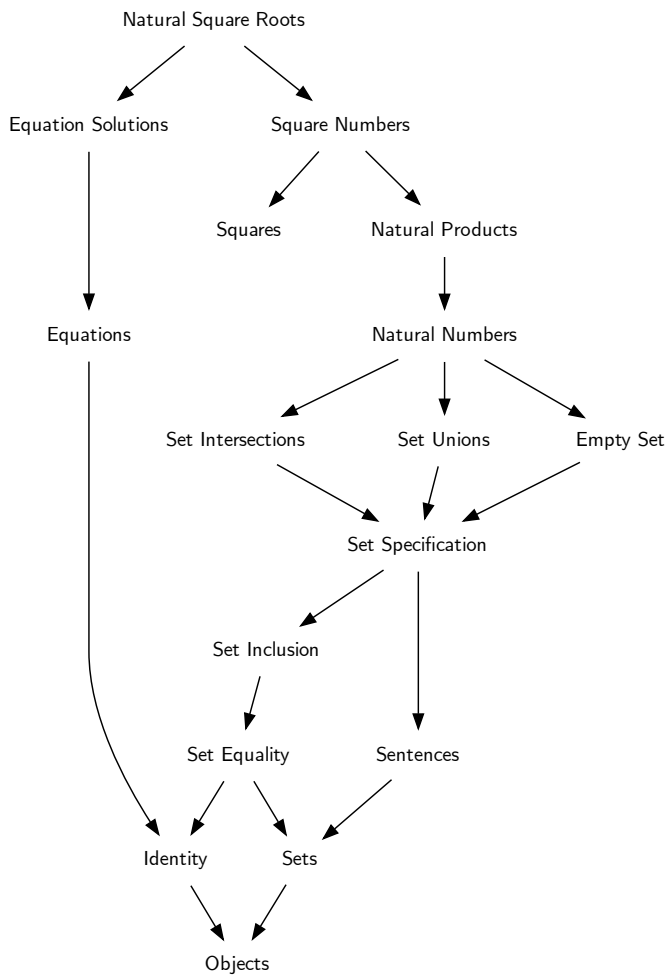 Natural Square Roots
Equation Solutions
Square Numbers
Squares
Natural Products
Equations
Natural Numbers
Set Intersections
Set Unions
Empty Set
Set Specification
Set Inclusion
Set Equality
Sentences
Identity
Sets
Objects